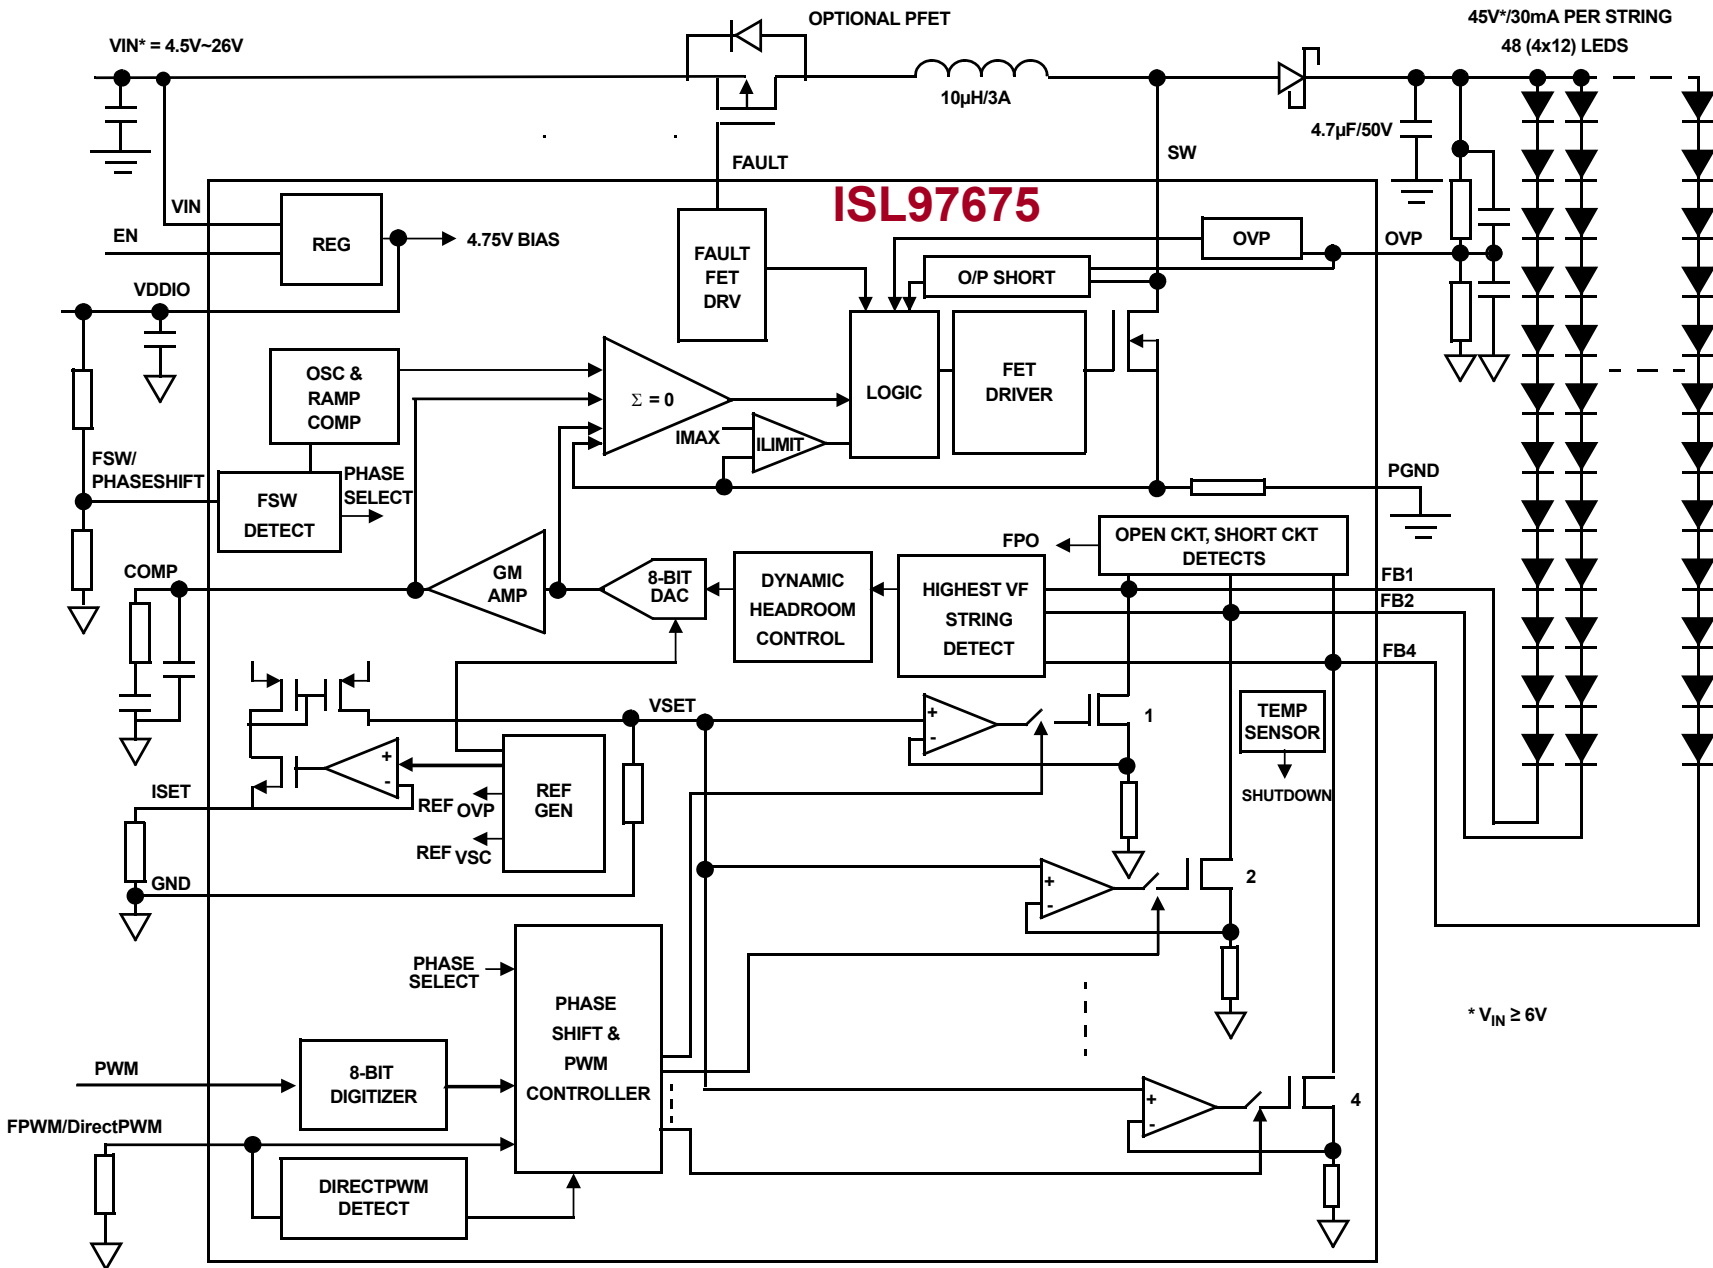 OPTIONAL PFET
45V*/30mA PER STRING
48 (4x12) LEDS
VIN* = 4.5V~26V
10µH/3A
4.7µF/50V
SW
FAULT
ISL97675
VIN
EN
REG
4.75V BIAS
FAULT
FET
DRV
OVP
OVP
O/P SHORT
VDDIO
OSC &
RAMP
COMP
Σ = 0
LOGIC
FET
DRIVER
IMAX
ILIMIT
FSW/
PHASESHIFT
PHASE
SELECT
FSW
DETECT
PGND
FPO
OPEN CKT, SHORT CKT
DETECTS
COMP
GM
AMP
8-BIT
DAC
DYNAMIC
HEADROOM
CONTROL
HIGHEST VF
STRING
DETECT
FB1
FB2
FB4
VSET
+
-
1
TEMP
SENSOR
SHUTDOWN
+
-
ISET
REF OVP
REF VSC
REF
GEN
GND
+
-
2
PHASE
SELECT
PHASE
SHIFT &
PWM
CONTROLLER
* VIN ≥ 6V
PWM
8-BIT
DIGITIZER
+
-
4
FPWM/DirectPWM
DIRECTPWM
DETECT